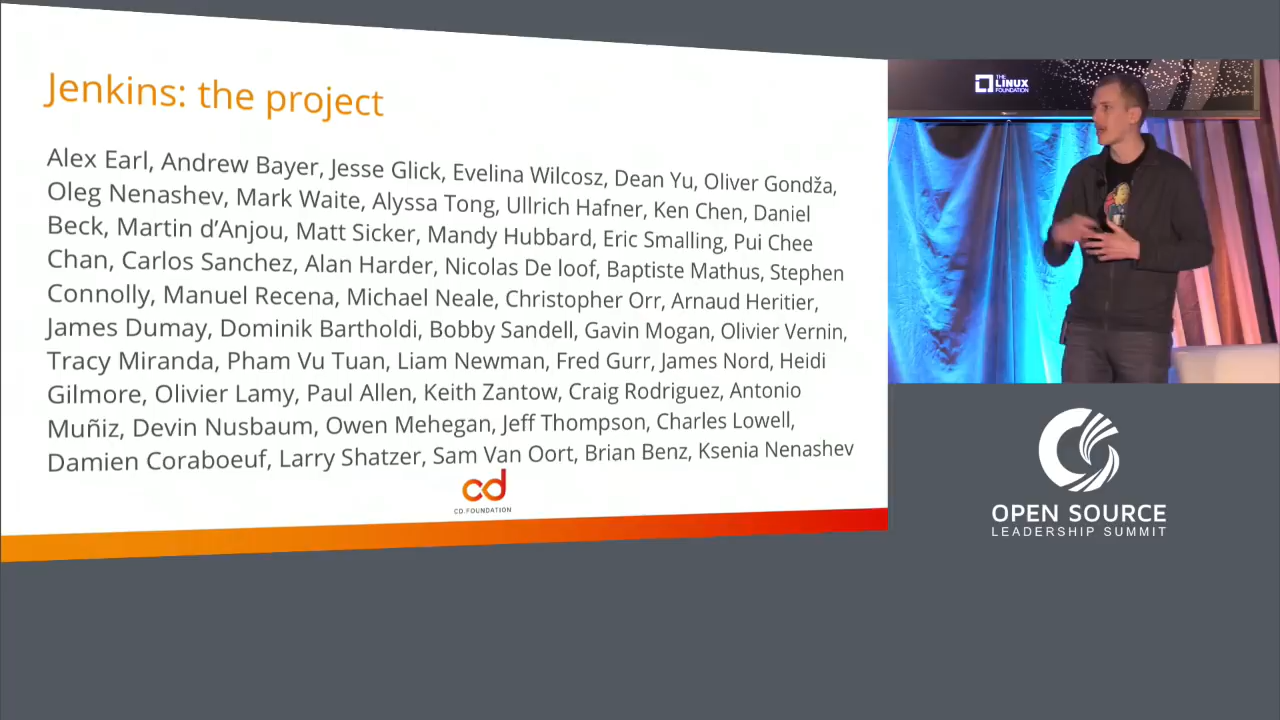 Jenkins: the project
Alex Earl, Andrew Bayer, Jesse Glick, Evelina Wilcosz, Dean Yu, Oliver Gondža,
Oleg Nenashev, Mark Waite, Alyssa Tong, Ullrich Hafner, Ken Chen, Daniel
Beck, Martin d’Anjou, Matt Sicker, Mandy Hubbard, Eric Smalling, Pui Chee
Chan, Carlos Sanchez, Alan Harder, Nicolas De loof, Baptiste Mathus, Stephen
Connolly, Manuel Recena, Michael Neale, Christopher Orr, Arnaud Heritier,
James Dumay, Dominik Bartholdi, Bobby Sandell, Gavin Mogan, Olivier Vernin,
Tracy Miranda, Pham Vu Tuan, Liam Newman, Fred Gurr, James Nord, Heidi
Gilmore, Olivier Lamy, Paul Allen, Keith Zantow, Craig Rodriguez, Antonio
Muñiz, Devin Nusbaum, Owen Mehegan, Jeff Thompson, Charles Lowell,
Damien Coraboeuf, Larry Shatzer, Sam Van Oort, Brian Benz, Ksenia Nenashev
cd
CD.FOUNDATION
THE
LINUX
FOUNDATION
OPEN SOURCE
LEADERSHIP SUMMIT